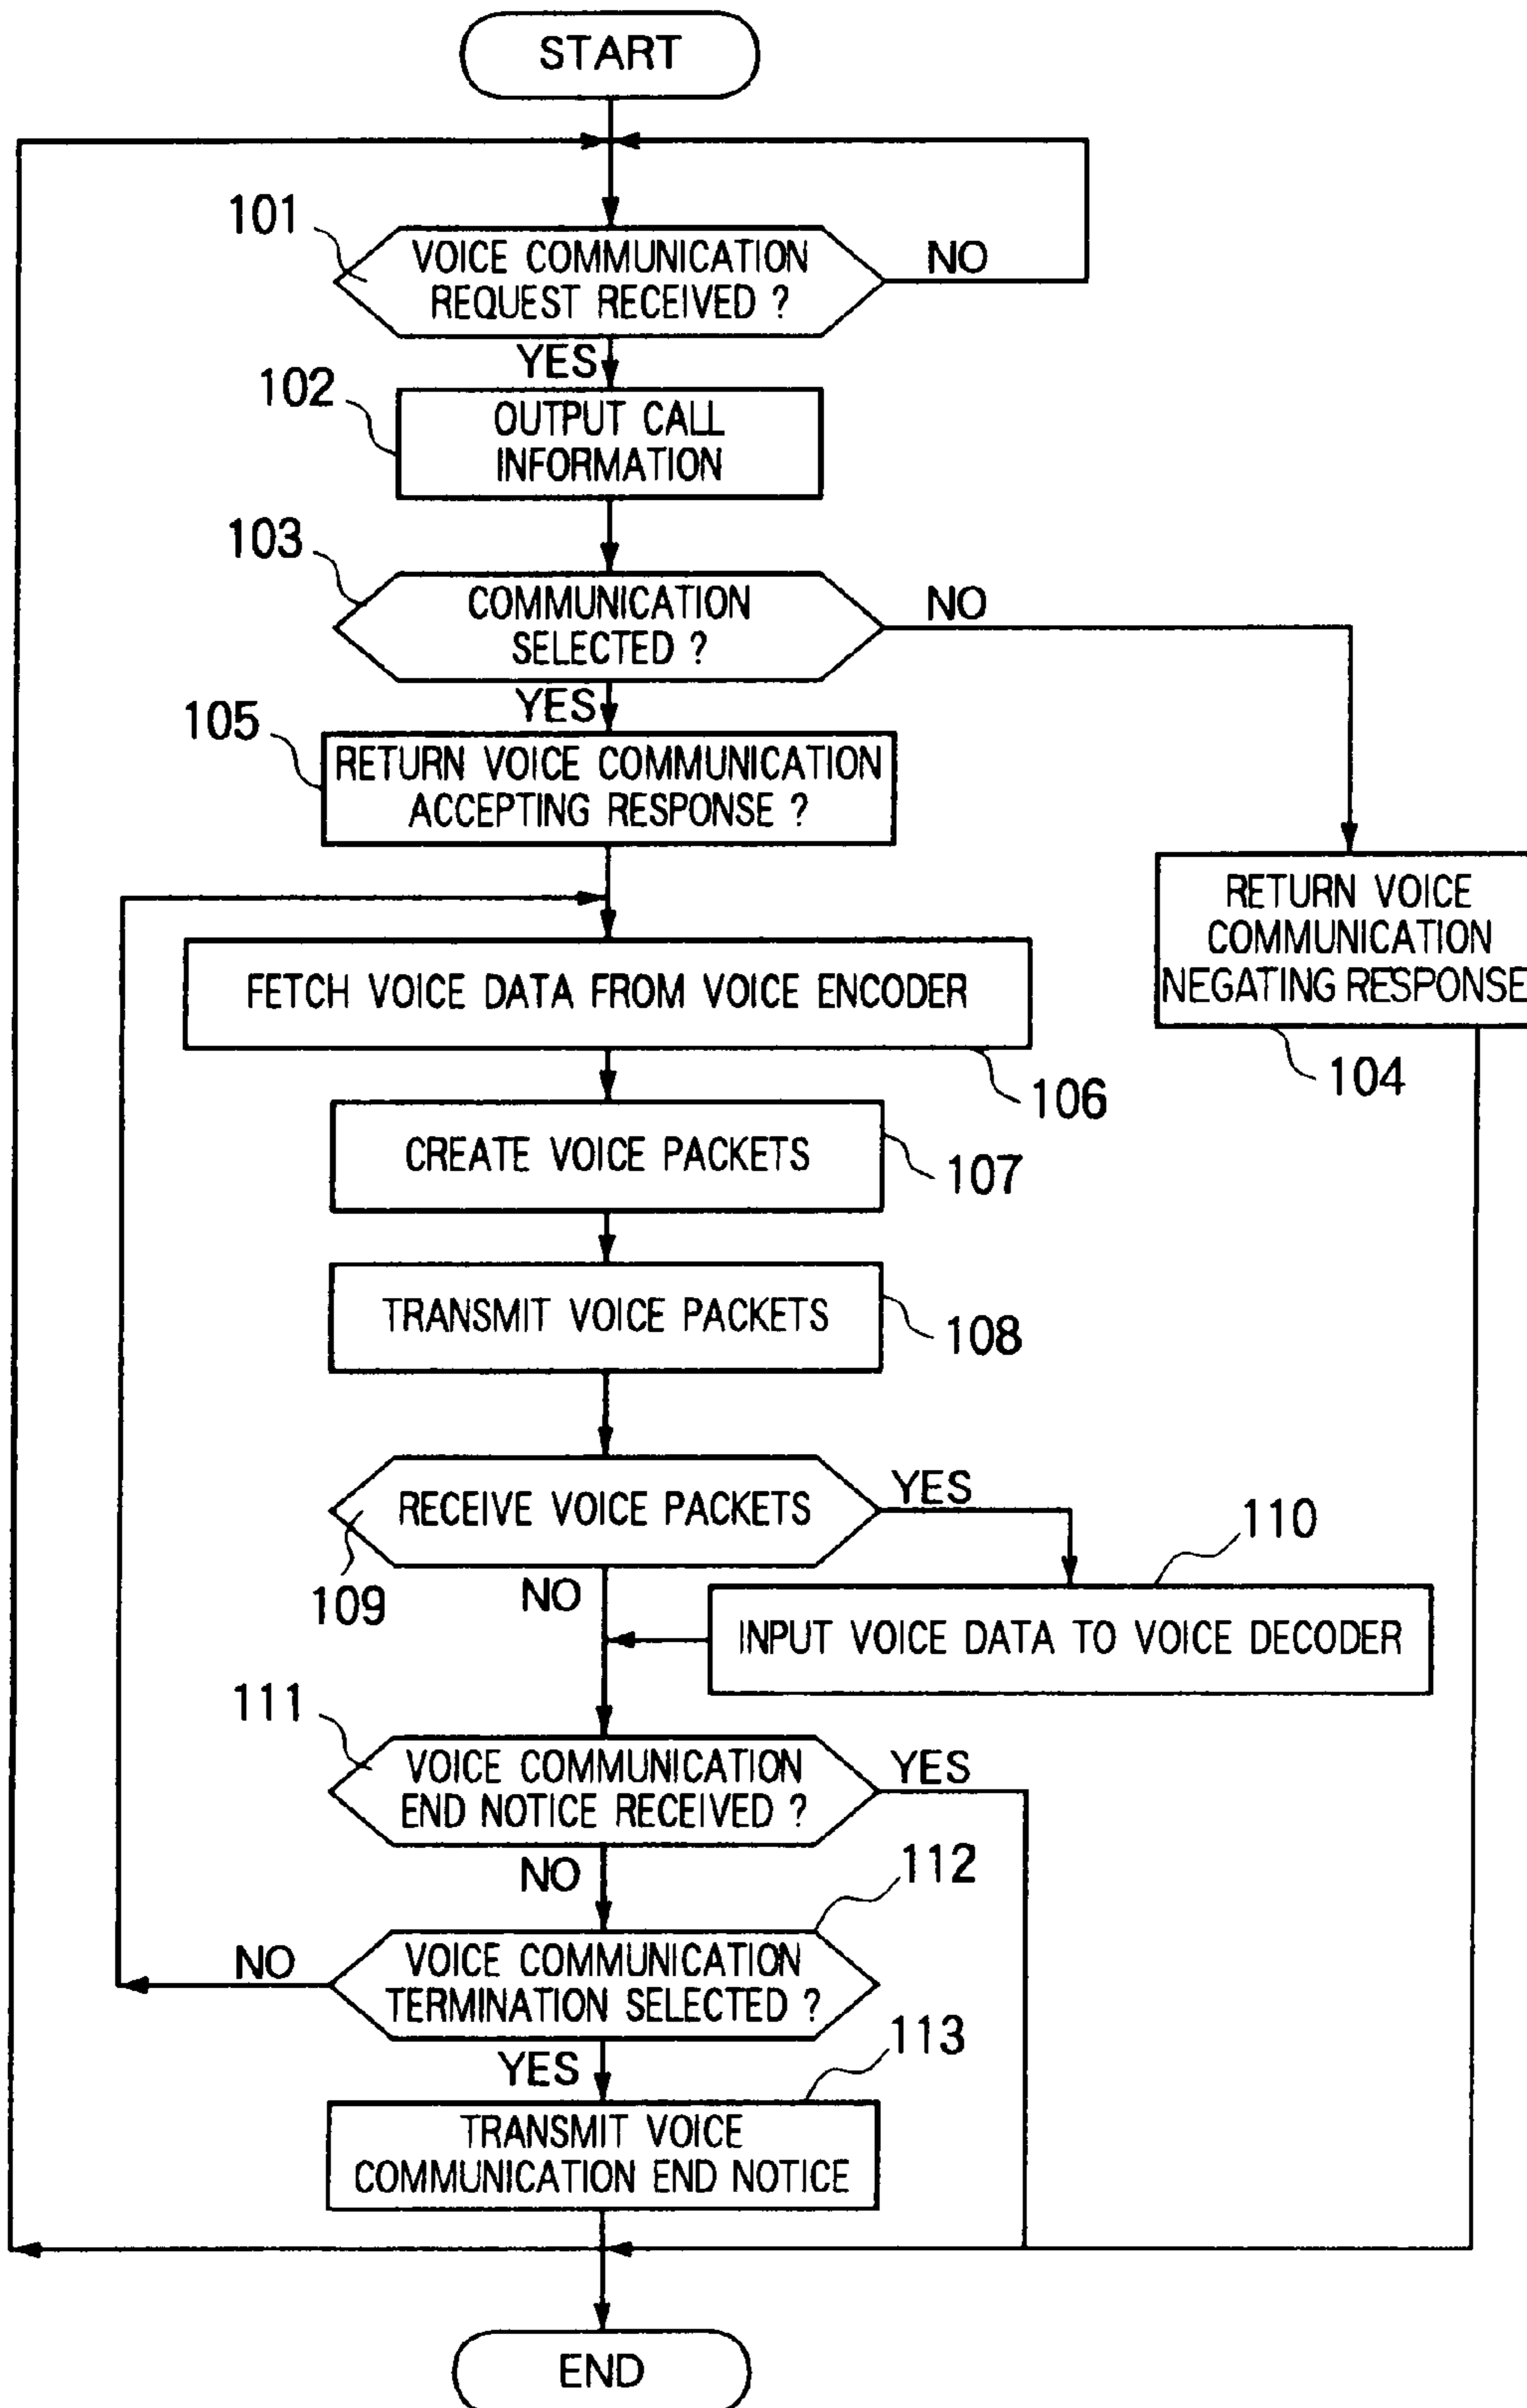 START
101
VOICE COMMUNICATION
REQUEST RECEIVED ?
NO
YES
102
OUTPUT CALL
INFORMATION
103
COMMUNICATION
SELECTED ?
NO
YES
105
RETURN VOICE COMMUNICATION
ACCEPTING RESPONSE ?
RETURN VOICE
COMMUNICATION
NEGATING RESPONSE
104
FETCH VOICE DATA FROM VOICE ENCODER
106
CREATE VOICE PACKETS
107
TRANSMIT VOICE PACKETS
108
RECEIVE VOICE PACKETS
YES
109
NO
110
INPUT VOICE DATA TO VOICE DECODER
111
VOICE COMMUNICATION
END NOTICE RECEIVED ?
YES
NO
112
VOICE COMMUNICATION
TERMINATION SELECTED ?
NO
YES
113
TRANSMIT VOICE
COMMUNICATION END NOTICE
END